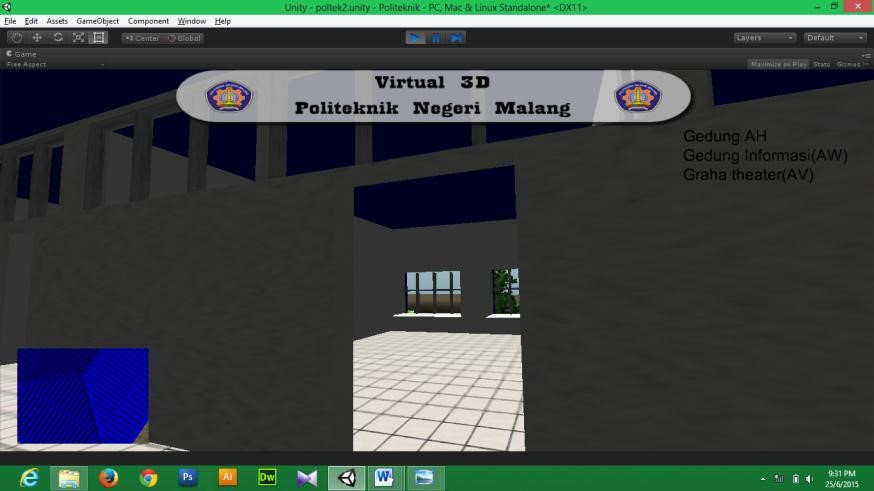 Unity - poltek2.unity - Politeknik - PC, Mac & Linux Standalone* <DX11>
File Edit Assets GameObject Component Window Help
Center Global Layers Default
Game
Free Aspect Maximize on Play Stats Gizmos
Virtual 3D
Politeknik Negeri Malang
Gedung AH
Gedung Informasi(AW)
Graha theater(AV)
Ps Ai Dw W
9:31 PM
25/6/2015